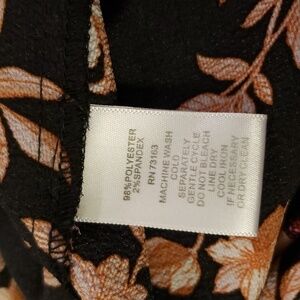 98%POLYESTER
2%SPANDEX
RN 73163
MACHINE WASH
COLD
SEPARATELY
GENTLE CYCLE
DO NOT BLEACH
LINE DRY
COOL IRON
IF NECESSARY
OR DRY CLEAN